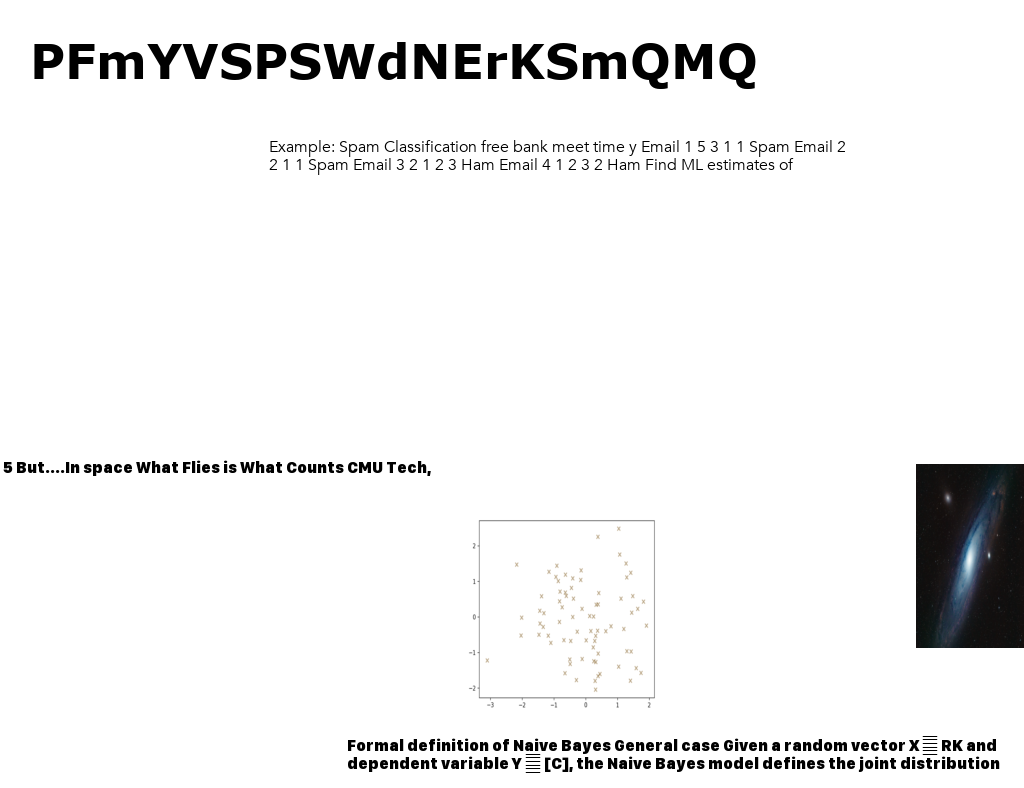 PFmYVSPSWdNErKSmQMQ
Example: Spam Classification free bank meet time y Email 1 5 3 1 1 Spam Email 2
2 1 1 Spam Email 3 2 1 2 3 Ham Email 4 1 2 3 2 Ham Find ML estimates of
5 But....In space What Flies is What Counts CMU Tech,
2
1
0
−1
−2
−3 −2 −1 0 1 2
Formal definition of Naive Bayes General case Given a random vector X RK and
dependent variable Y [C], the Naive Bayes model defines the joint distribution